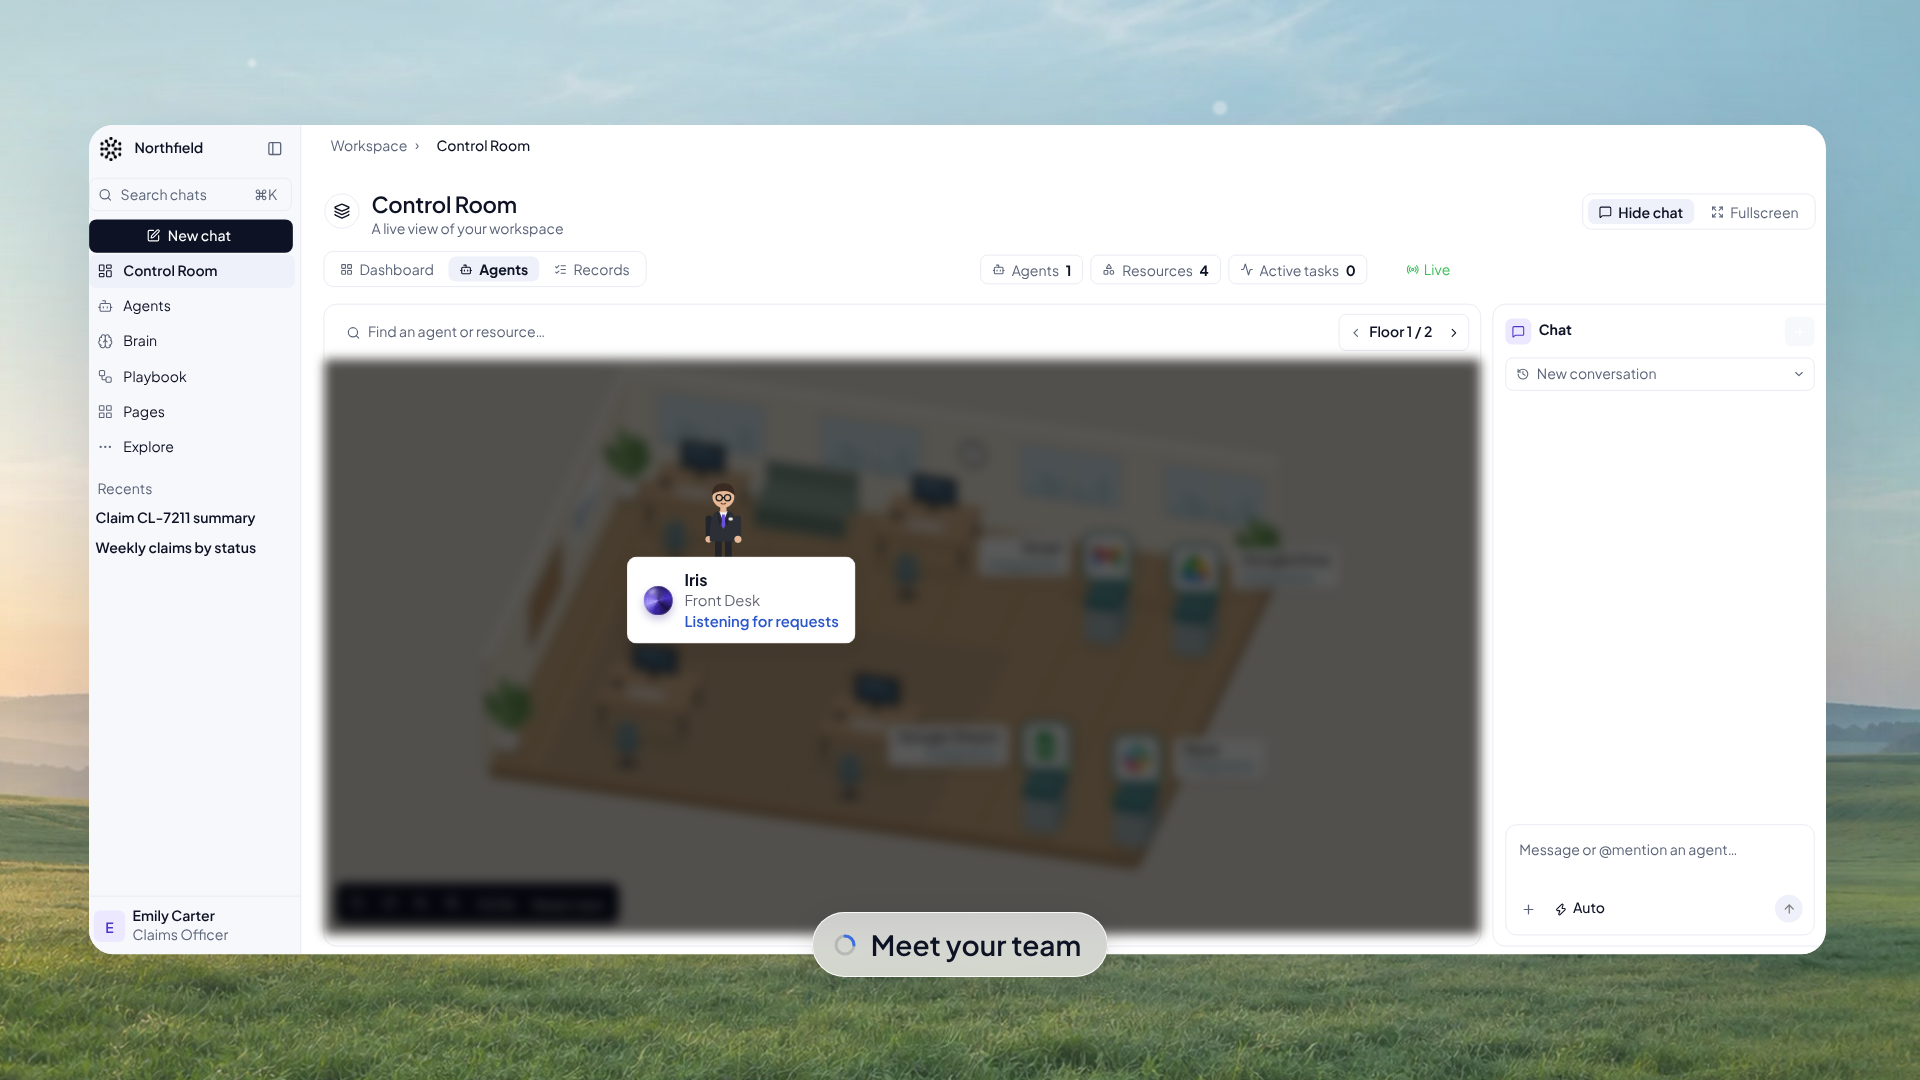 Northfield
Search chats ⌘K
New chat
Control Room
Agents
Brain
Playbook
Pages
Explore
Recents
Claim CL-7211 summary
Weekly claims by status
E
Emily Carter
Claims Officer
Workspace › Control Room
Control Room
A live view of your workspace
Hide chat
Fullscreen
Dashboard
Agents
Records
Agents 1
Resources 4
Active tasks 0
Live
Find an agent or resource...
Floor 1 / 2
Iris
Front Desk
Listening for requests
Chat
New conversation
Message or @mention an agent...
Auto
Meet your team